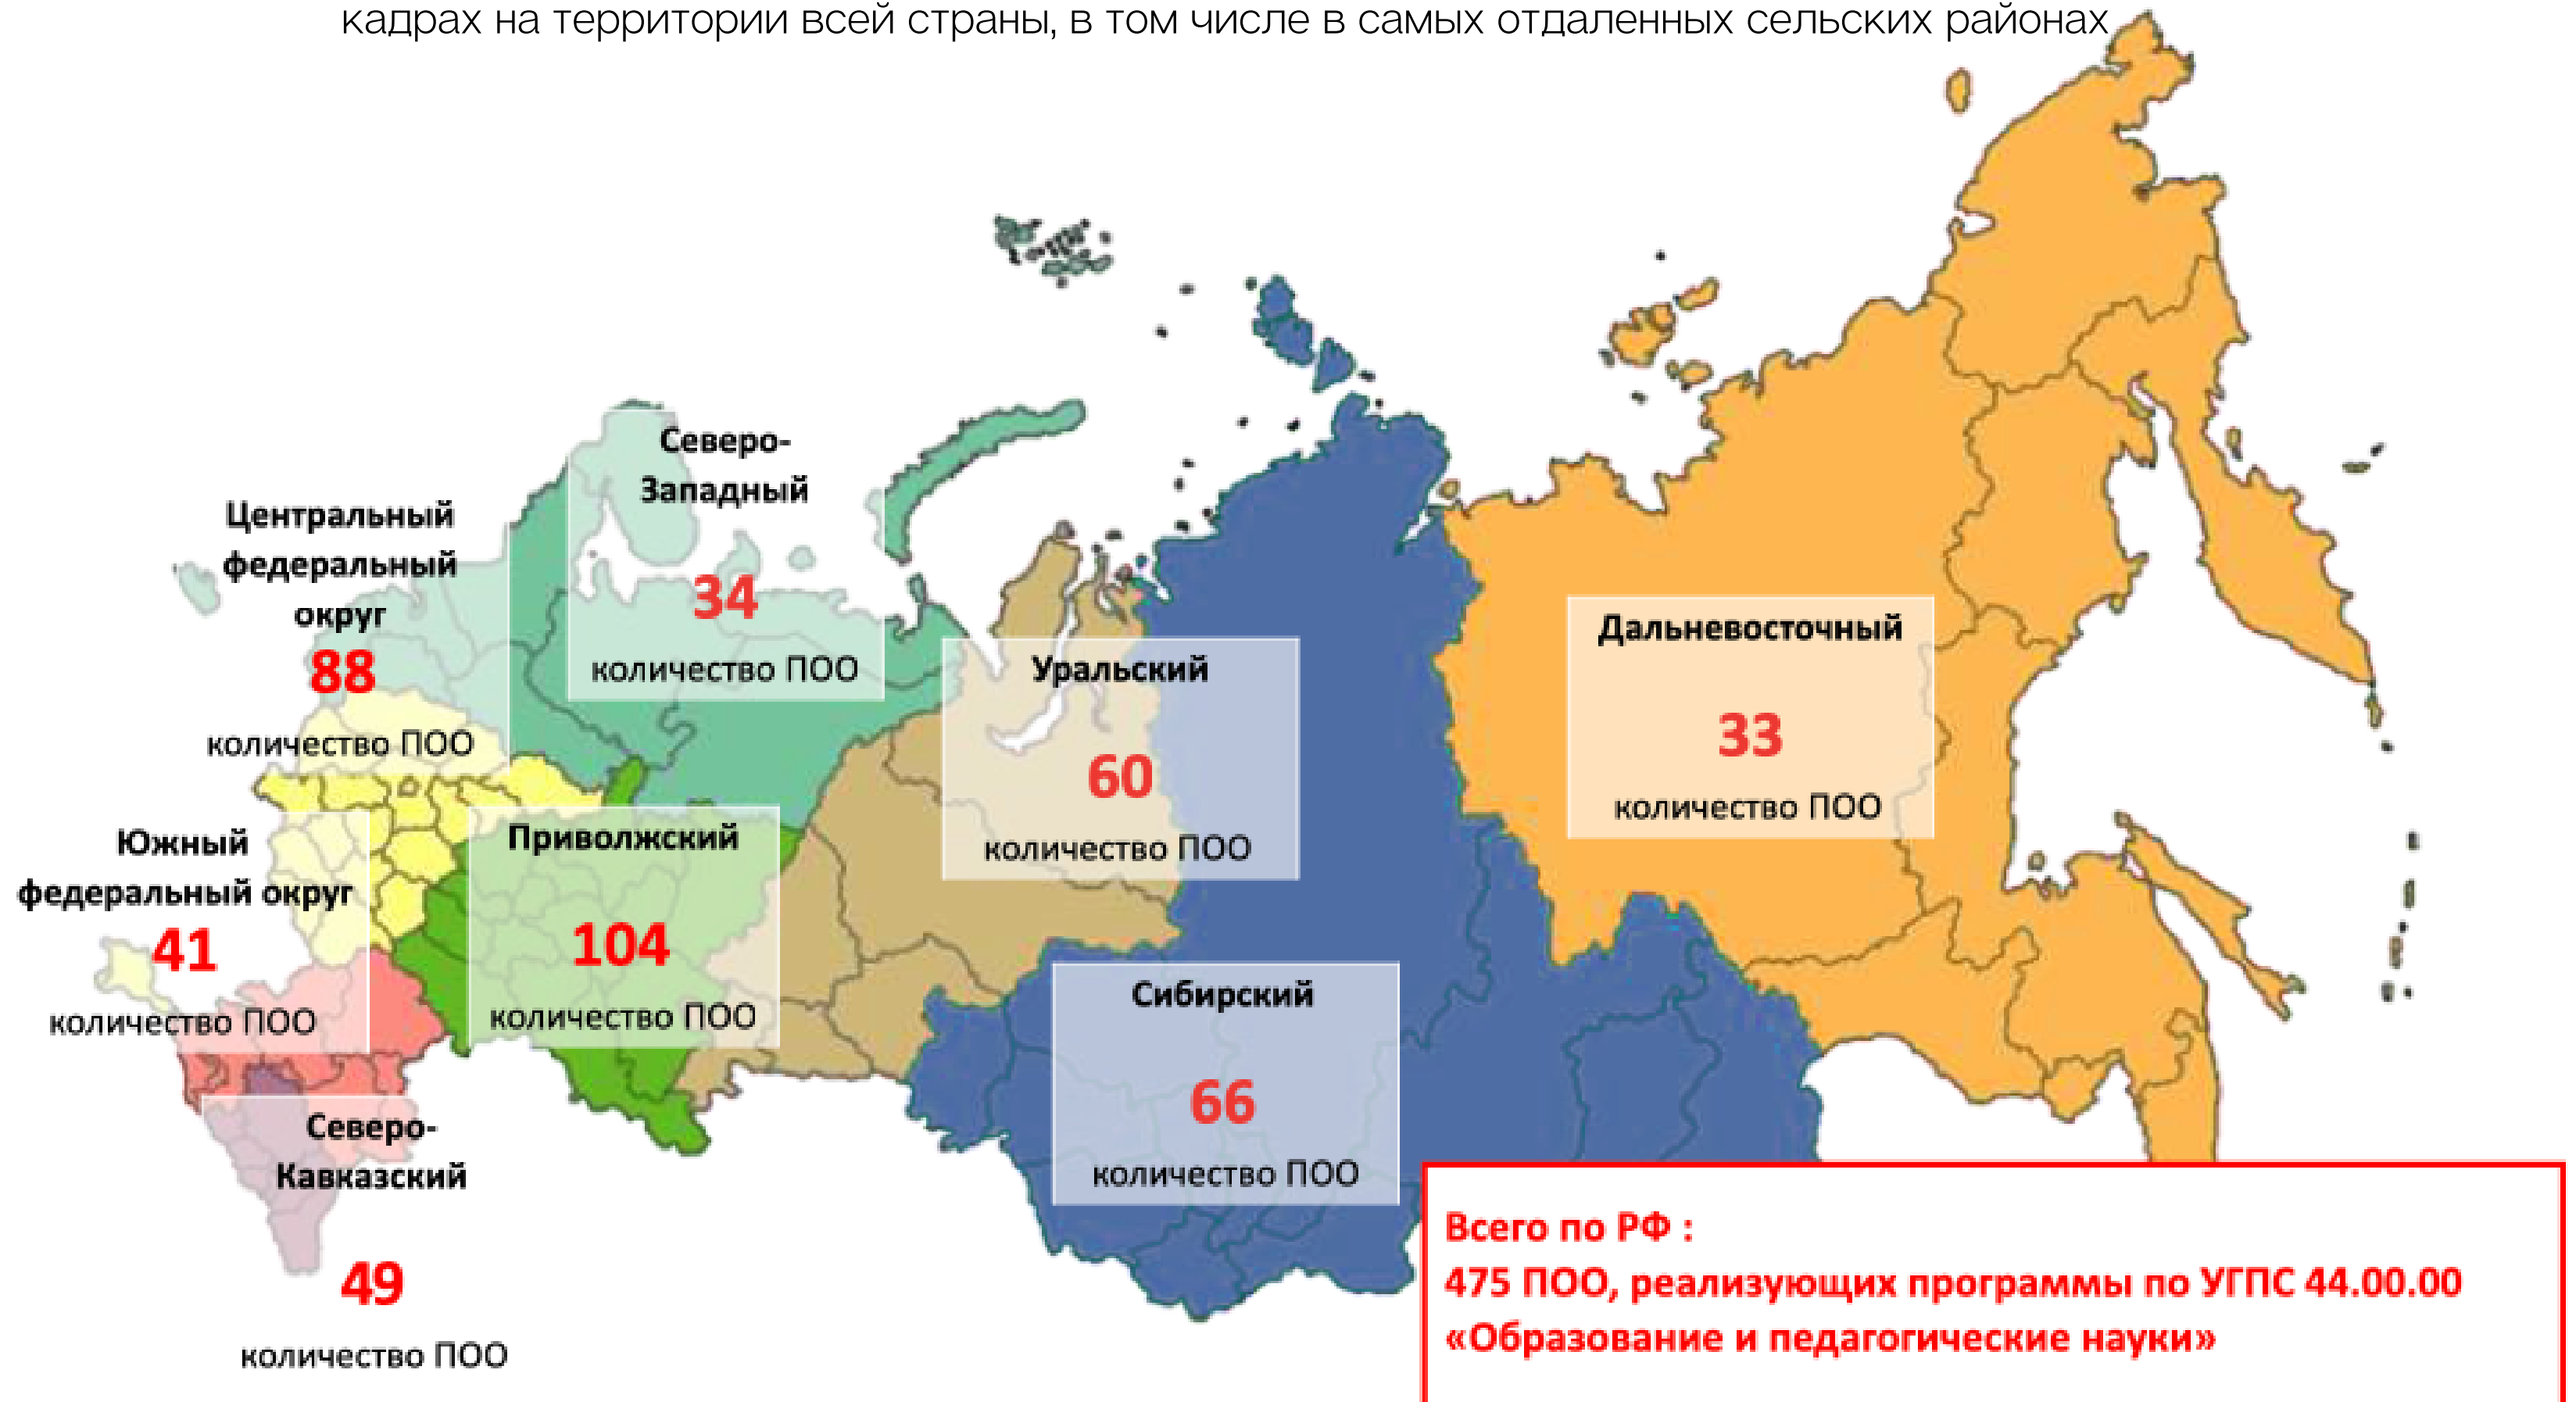 кадрах на территории всей страны, в том числе в самых отдаленных сельских районах
Северо-
Западный
34
количество ПОО
Центральный
федеральный
округ
88
количество ПОО
Уральский
60
количество ПОО
Дальневосточный
33
количество ПОО
Южный
федеральный округ
41
количество ПОО
Приволжский
104
количество ПОО
Сибирский
66
количество ПОО
Северо-
Кавказский
49
количество ПОО
Всего по РФ :
475 ПОО, реализующих программы по УГПС 44.00.00
«Образование и педагогические науки»